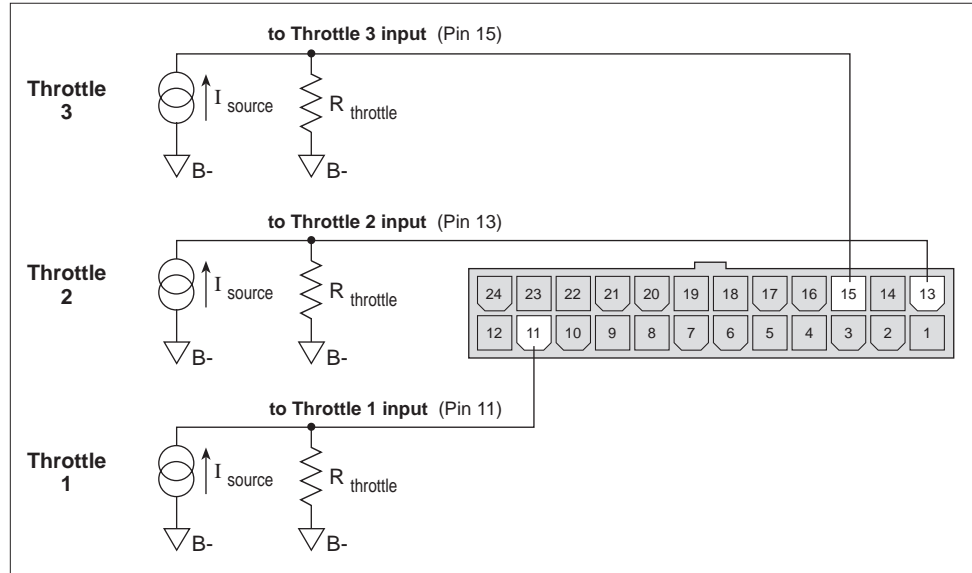 to Throttle 3 input (Pin 15)
Throttle
3
I source
R throttle
B-
B-
to Throttle 2 input (Pin 13)
Throttle
2
I source
R throttle
B-
B-
24 23 22 21 20 19 18 17 16 15 14 13
12 11 10 9 8 7 6 5 4 3 2 1
to Throttle 1 input (Pin 11)
Throttle
1
I source
R throttle
B-
B-